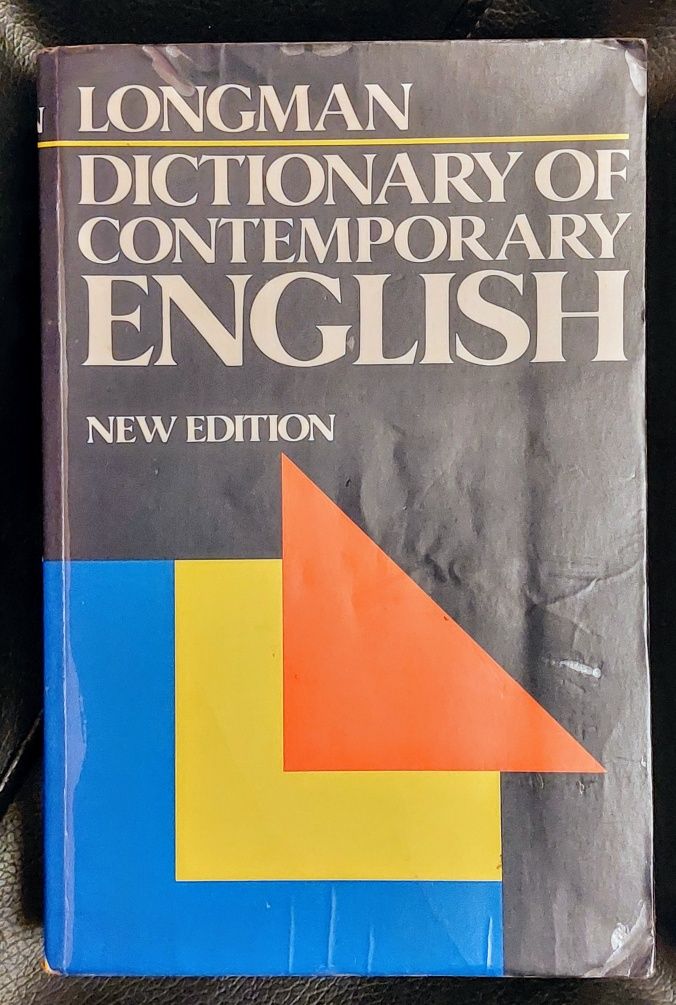 LONGMAN
DICTIONARY OF
CONTEMPORARY
ENGLISH
NEW EDITION